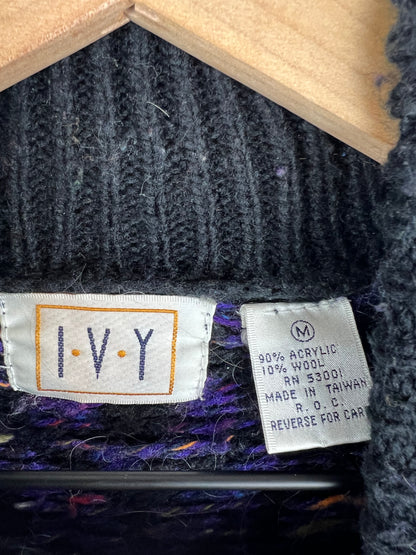 I·V·Y
M
90% ACRYLIC
10% WOOL
RN 53001
MADE IN TAIWAN
R. O. C.
REVERSE FOR CARE